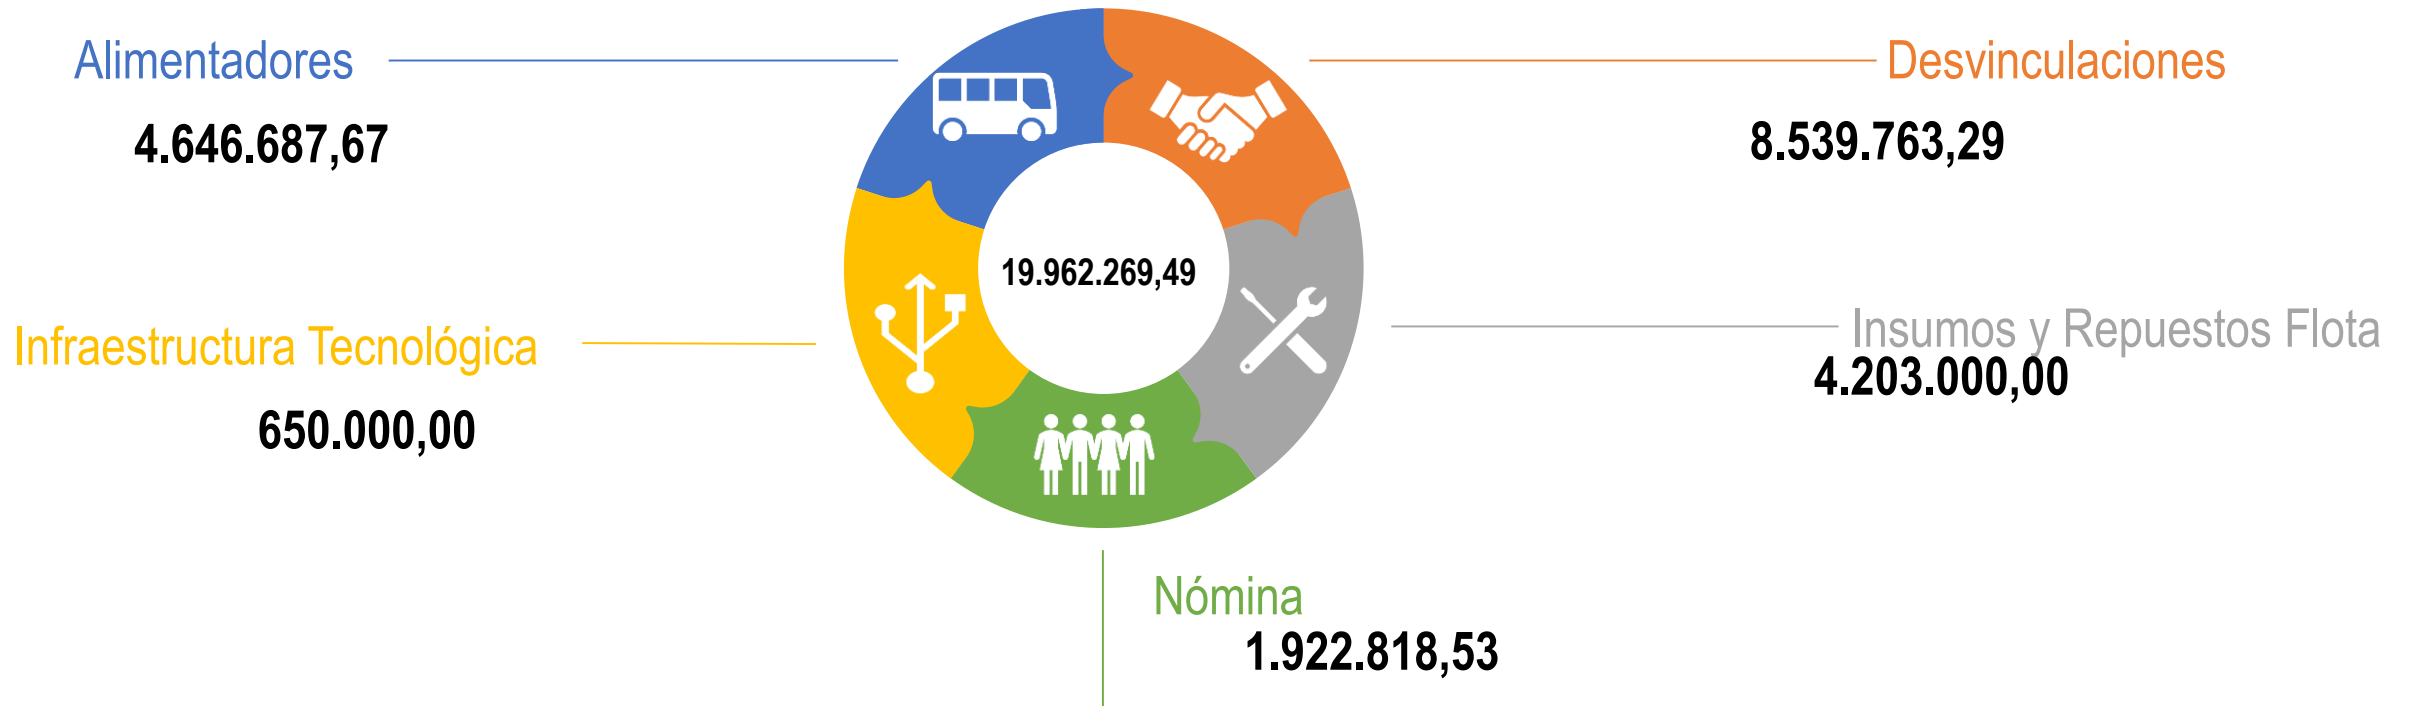 Alimentadores
4.646.687,67
Desvinculaciones
8.539.763,29
19.962.269,49
Infraestructura Tecnológica
650.000,00
Insumos y Repuestos Flota
4.203.000,00
Nómina
1.922.818,53